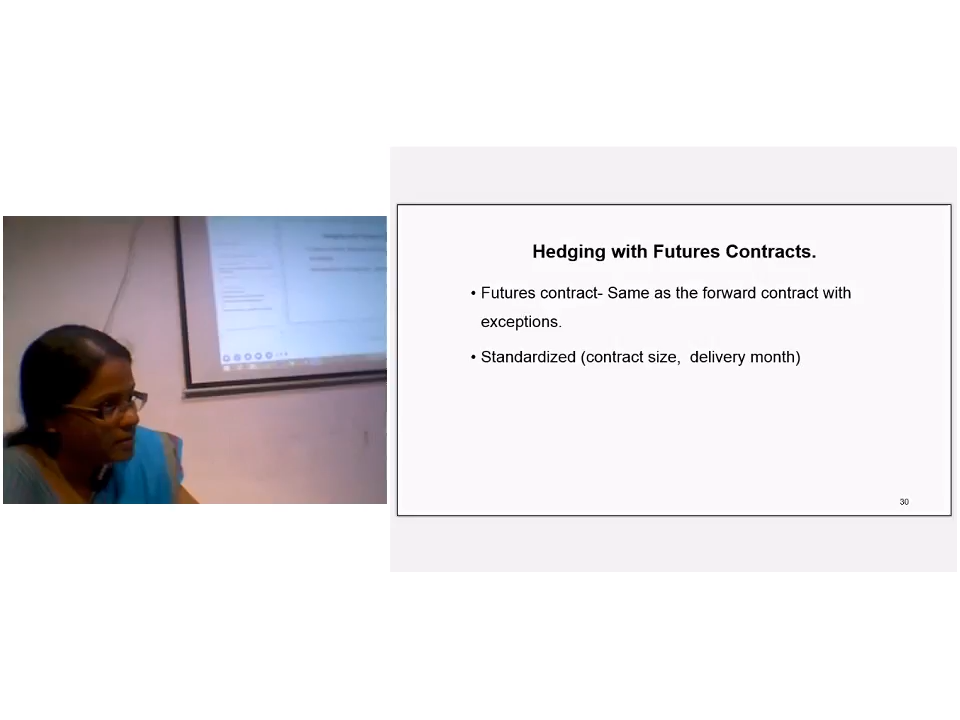 Hedging with Futures Contracts.
• Futures contract- Same as the forward contract with
exceptions.
• Standardized (contract size,  delivery month)
30